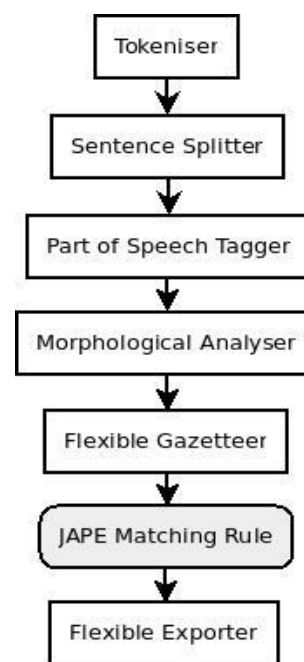 Tokeniser
Sentence Splitter
Part of Speech Tagger
Morphological Analyser
Flexible Gazetteer
JAPE Matching Rule
Flexible Exporter